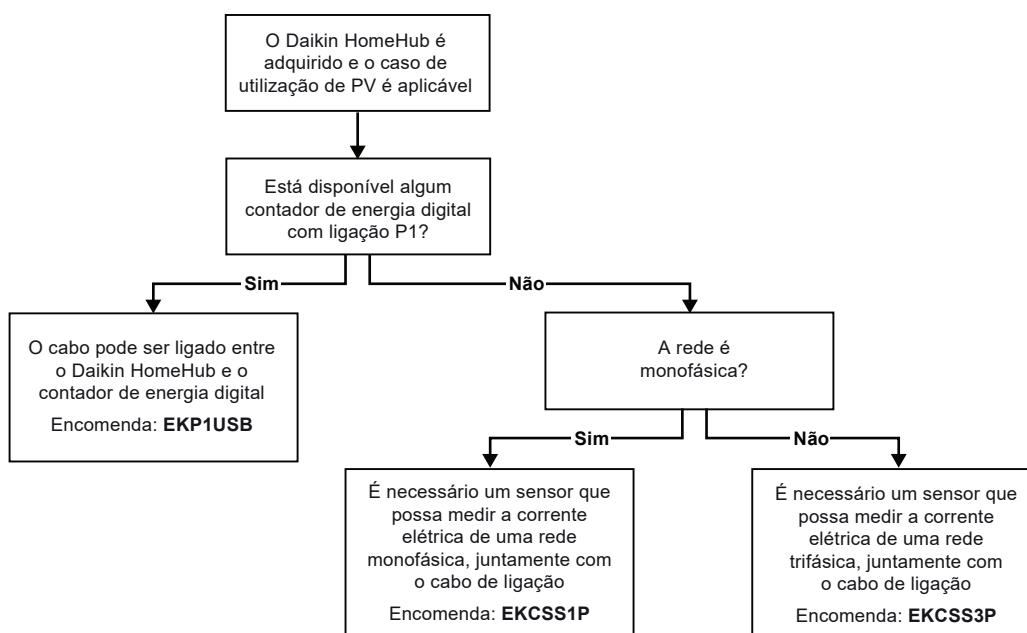 O Daikin HomeHub é
adquirido e o caso de
utilização de PV é aplicável
Está disponível algum
contador de energia digital
com ligação P1?
Sim
Não
O cabo pode ser ligado entre
o Daikin HomeHub e o
contador de energia digital
Encomenda: EKP1USB
A rede é
monofásica?
Sim
Não
É necessário um sensor que
possa medir a corrente
elétrica de uma rede
monofásica, juntamente com
o cabo de ligação
Encomenda: EKCSS1P
É necessário um sensor que
possa medir a corrente
elétrica de uma rede
trifásica, juntamente com
o cabo de ligação
Encomenda: EKCSS3P